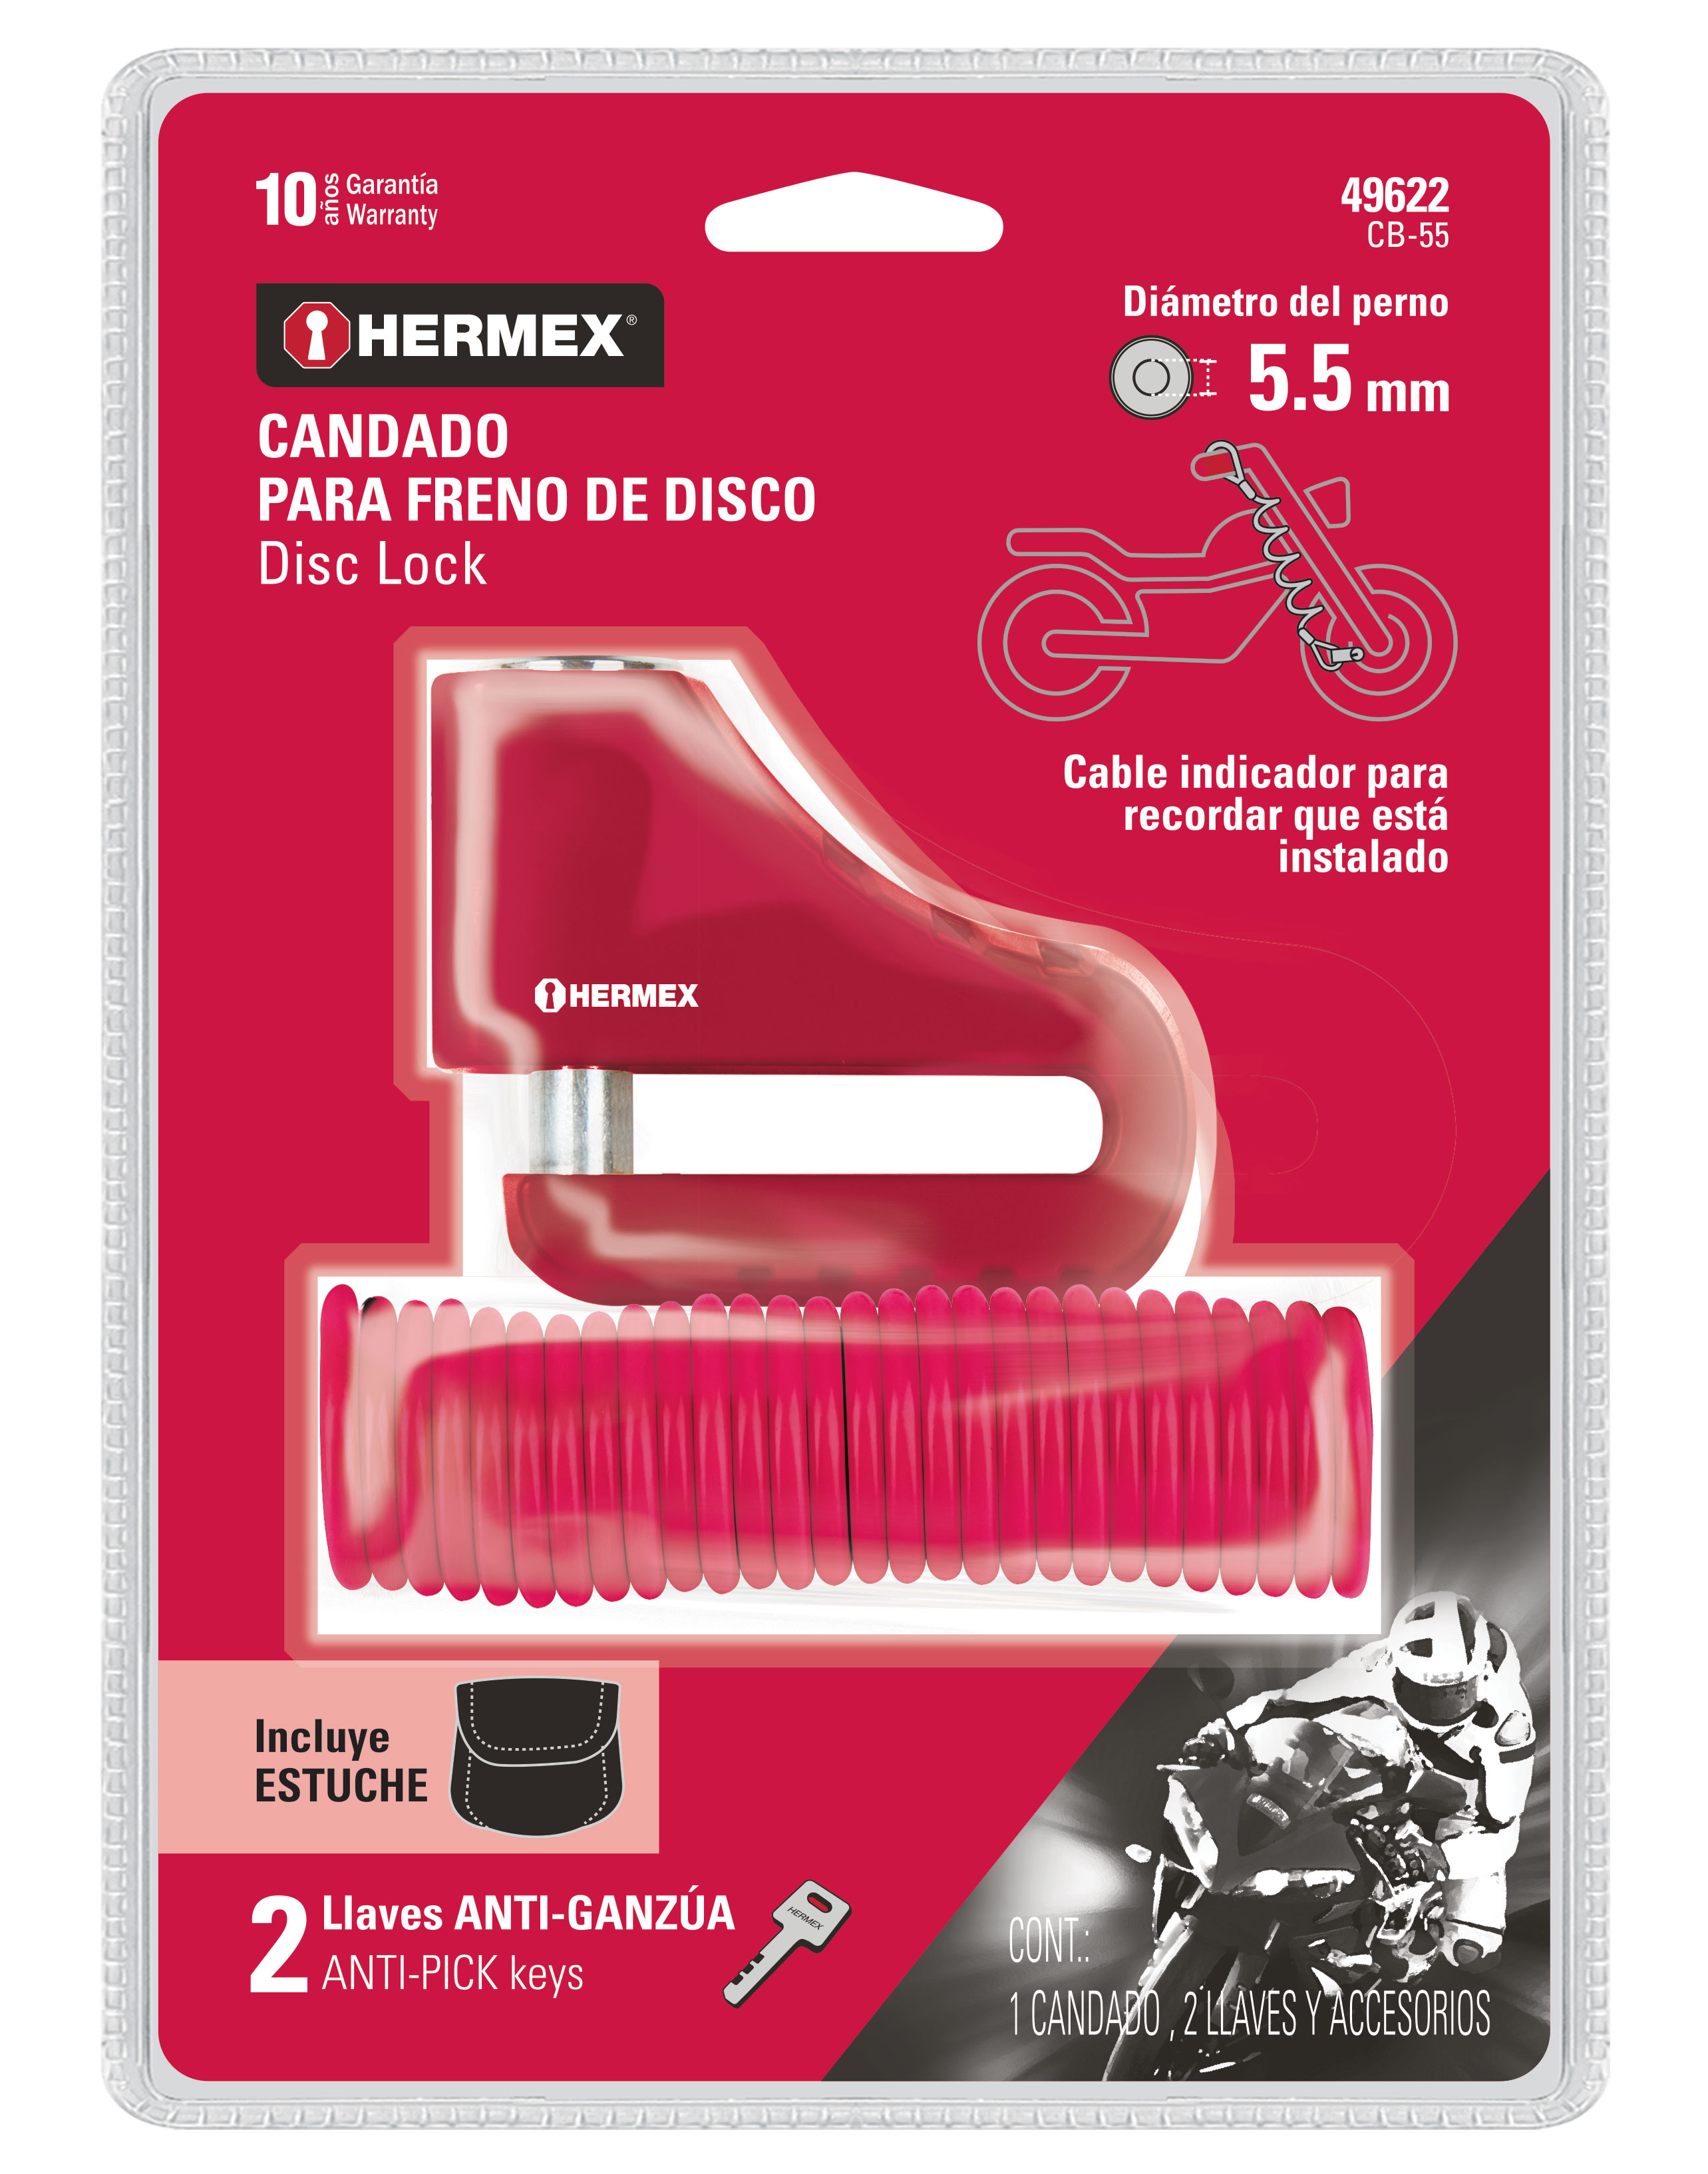 10 años Garantía
Warranty
49622
CB-55
HERMEX®
Diámetro del perno
5.5 mm
CANDADO
PARA FRENO DE DISCO
Disc Lock
Cable indicador para
recordar que está
instalado
HERMEX
Incluye
ESTUCHE
2 Llaves ANTI-GANZÚA
ANTI-PICK keys
HERMEX
CONT.:
1 CANDADO , 2 LLAVES Y ACCESORIOS